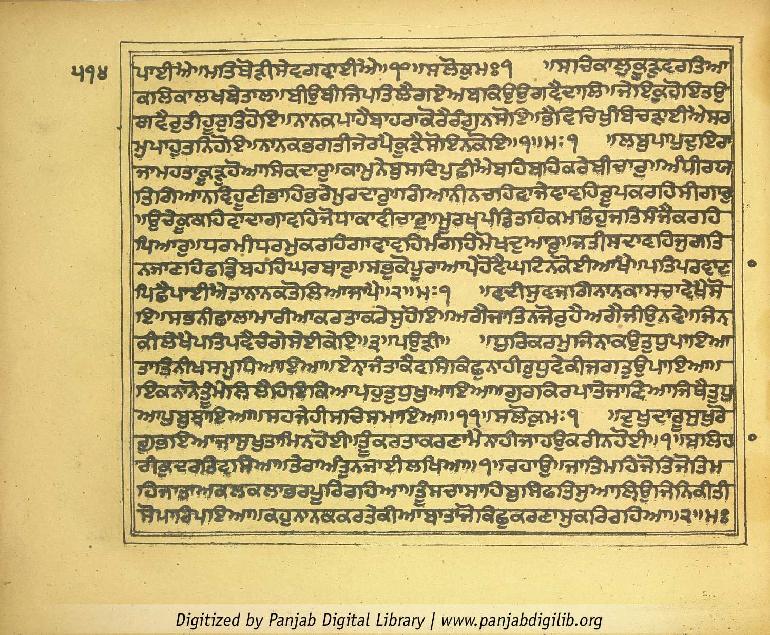 ੫੧੪
ਪਾਈਐ॥ਮਤਿਥੋੜੀਸੇਵਗਵਾਈਐ॥੧੦॥ਸਲੋਕੁਮਃ੧ ॥ਸਚਿਕਾਲੁਕੂੜੁਵਰਤਿਆ
ਕਲਿਕਾਲਖਬੇਤਾਲ॥ਬੀਉਬੀਜਿਪਤਿਲੈਗਏਅਬਕਿਉਉਗਵੈਦਾਲਿ॥ਜੇਇਕੁਹੋਇਤਉ
ਗਵੈਰੁਤੀਹੂਰੁਤਿਹੋਇ॥ਨਾਨਕਪਾਹੈਬਾਹਰਾਕੋਰੈਰੰਗੁਨਸੋਇ॥ਭੈਵਿਚਿਖੁੰਬਿਚੜਾਈਐਸਰ
ਮੁਪਾਹੁਤਨਿਹੋਇ॥ਨਾਨਕਭਗਤੀਜੇਰਪੈਕੂੜੈਸੋਇਨਕੋਇ॥੧॥ਮਃ੧ ॥ਲਬੁਪਾਪੁਦੁਇਰਾ
ਜਾਮਹਤਾਕੂੜੁਹੋਆਸਿਕਦਾਰੁ॥ਕਾਮੁਨੇਬੁਸਦਿਪੁਛੀਐਬਹਿਬਹਿਕਰੇਬੀਚਾਰੁ॥ਅੰਧੀਰਯ
ਤਿਗਿਆਨਵਿਹੂਣੀਭਾਹਿਭਰੇਮੁਰਦਾਰੁ॥ਗਿਆਨੀਨਚਹਿਵਾਜੇਵਾਵਹਿਰੂਪਕਰਹਿਸੀਗਾਰੁ
॥ਊਚੇਕੂਕਹਿਵਾਦਾਗਾਵਹਿਜੋਧਾਕਾਵੀਚਾਰੁ॥ਮੂਰਖਪੰਡਿਤਹਿਕਮਤਿਹੁਜਤਿਸੰਜੈਕਰਹਿ
ਪਿਆਰੁ॥ਧਰਮੀਧਰਮੁਕਰਹਿਗਾਵਾਵਹਿਮੰਗਹਿਮੋਖਦੁਆਰੁ॥ਜਤੀਸਦਾਵਹਿਜੁਗਤਿ
ਨਜਾਣਹਿਛਡਿਬਹਹਿਘਰਬਾਰੁ॥ਸਭੁਕੋਪੂਰਾਆਪੇਹੋਵੈਘਟਿਨਕੋਈਆਖੈ॥ਪਤਿਪਰਵਾਣਾ
ਪਿਛੈਪਾਈਐਤਾਨਾਨਕਤੋਲਿਆਜਾਪੈ॥੨॥ਮਃ੧ ॥ਵਦੀਸੁਵਜਗਿਨਾਨਕਾਸਚਾਵੇਖੈਸੋ
ਇ॥ਸਭਨੀਛਾਲਾਮਾਰੀਆਕਰਤਾਕਰੇਸੁਹੋਇ॥ਅਗੈਜਾਤਿਨਜੋਰੁਹੈਅਗੈਜੀਉਨਵੇ॥ਜਿਨ
ਕੀਲੇਖੈਪਤਿਪਵੈਚੰਗੇਸੇਈਕੇਇ॥੩॥ਪਉੜੀ॥ ॥ਧੁਰਿਕਰਮੁਜਿਨਾਕਉਤੁਧੁਪਾਇਆ
ਤਾਤਿਨੀਖਸਮੁਧਿਆਇਆ॥ਏਨਾਜੰਤਾਕੈਵਸਿਕਿਛੁਨਾਹੀਤੁਧੁਵੇਕੀਜਗਤੁਉਪਾਇਆ॥
ਇਕਨਾਨੋਤੂੰਮੇਲਿਲੈਹਿਇਕਿਆਪਹੁਤੁਧੁਖੁਆਇਆ॥ਗੁਰਕਿਰਪਾਤੇਜਾਣਿਆਜਿਥੈਤੁਧੁ
ਆਪੁਬੁਝਾਇਆ॥ਸਹਜੇਹੀਸਚਿਸਮਾਇਆ॥੧੧॥ਸਲੋਕੁਮਃ੧ ॥ਦੁਖੁਦਾਰੂਸੁਖੁਰੋ
ਗੁਭਇਆਜਾਸੁਖੁਤਾਮਿਨਹੋਈ॥ਤੂੰਕਰਤਾਕਰਣਾਮੈਨਾਹੀਜਾਹਉਕਰੀਨਹੋਈ॥੧॥ਬਲਿਹਾ
ਰੀਕੁਦਰਤਿਵਸਿਆ॥ਤੇਰਾਅੰਤੁਨਜਾਈਲਖਿਆ॥੧॥ਰਹਾਉ॥ਜਾਤਿਮਹਿਜੋਤਿਜੋਤਿਮ
ਹਿਜਾਤਾਅਕਲਕਲਾਭਰਪੂਰਿਰਹਿਆ॥ਤੂੰਸਚਾਸਾਹਿਬੁਸਿਫਤਿਸੁਆਲਿਉਜਿਨਿਕੀਤੀ
ਸੋਪਾਰਿਪਾਇਆ॥ਕਹੁਨਾਨਕਕਰਤੇਕੀਆਬਾਤਾਜੋਕਿਛੁਕਰਣਾਸੁਕਰਿਰਹਿਆ॥੨॥ਮਃ
Digitized by Panjab Digital Library | www.panjabdigilib.org